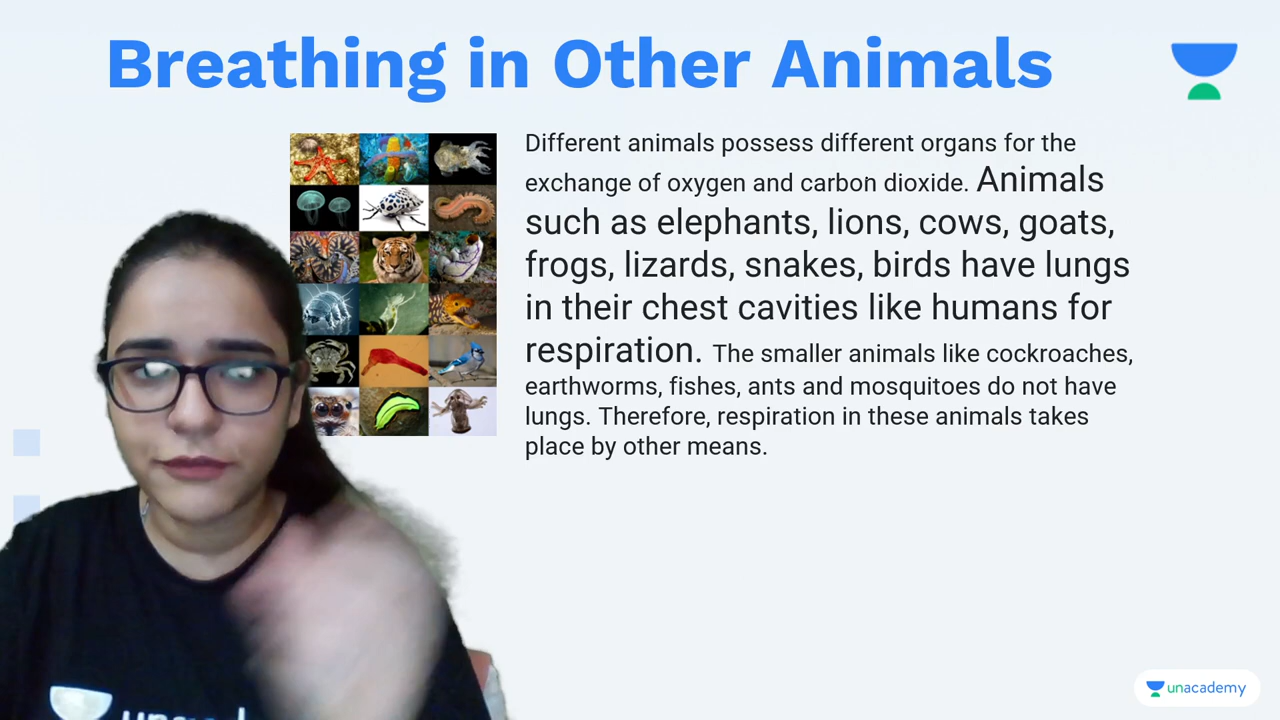 Breathing in Other Animals
Different animals possess different organs for the
exchange of oxygen and carbon dioxide. Animals
such as elephants, lions, cows, goats,
frogs, lizards, snakes, birds have lungs
in their chest cavities like humans for
respiration. The smaller animals like cockroaches,
earthworms, fishes, ants and mosquitoes do not have
lungs. Therefore, respiration in these animals takes
place by other means.
unacademy